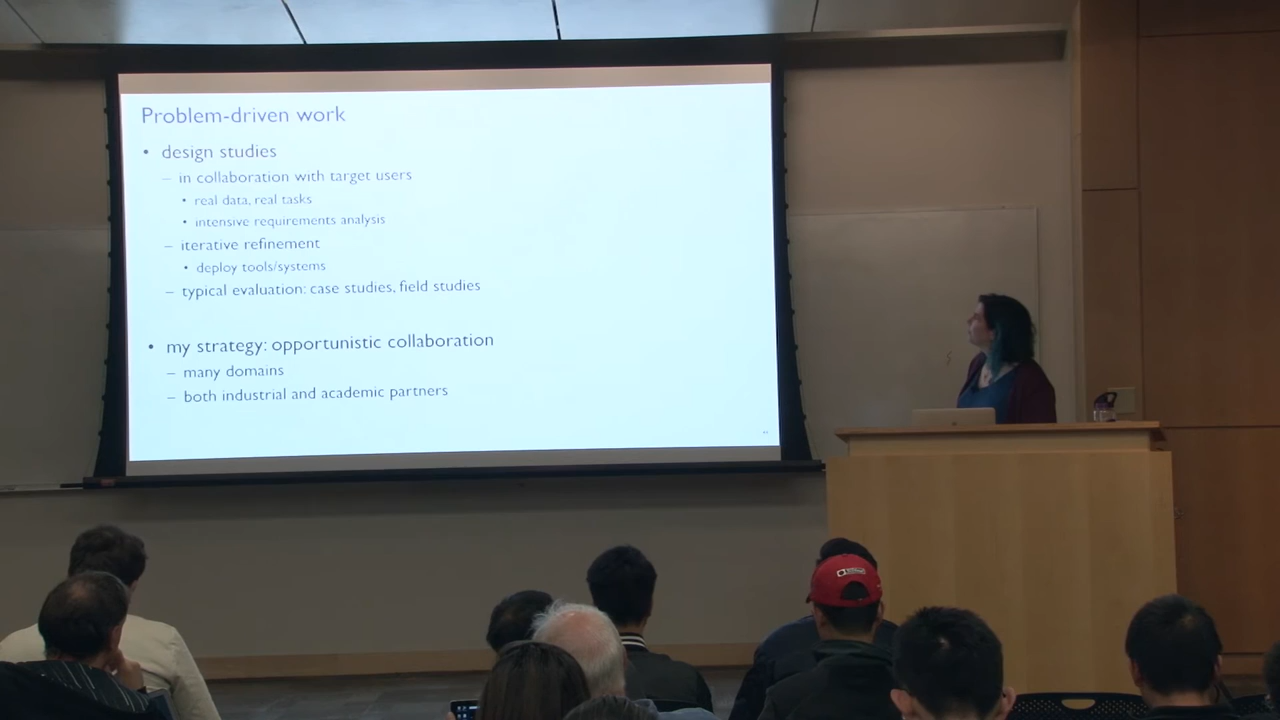 Problem-driven work
• design studies
– in collaboration with target users
• real data, real tasks
• intensive requirements analysis
– iterative refinement
• deploy tools/systems
– typical evaluation: case studies, field studies
• my strategy: opportunistic collaboration
– many domains
– both industrial and academic partners